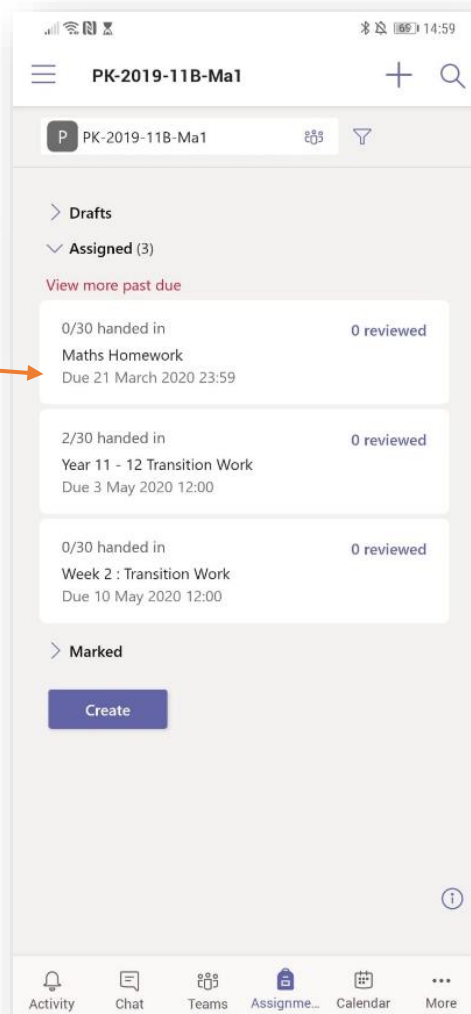 69 14:59
PK-2019-11B-Ma1
P PK-2019-11B-Ma1
Drafts
Assigned (3)
View more past due
0/30 handed in 0 reviewed
Maths Homework
Due 21 March 2020 23:59
2/30 handed in 0 reviewed
Year 11 - 12 Transition Work
Due 3 May 2020 12:00
0/30 handed in 0 reviewed
Week 2 : Transition Work
Due 10 May 2020 12:00
Marked
Create
Activity Chat Teams Assignme... Calendar More